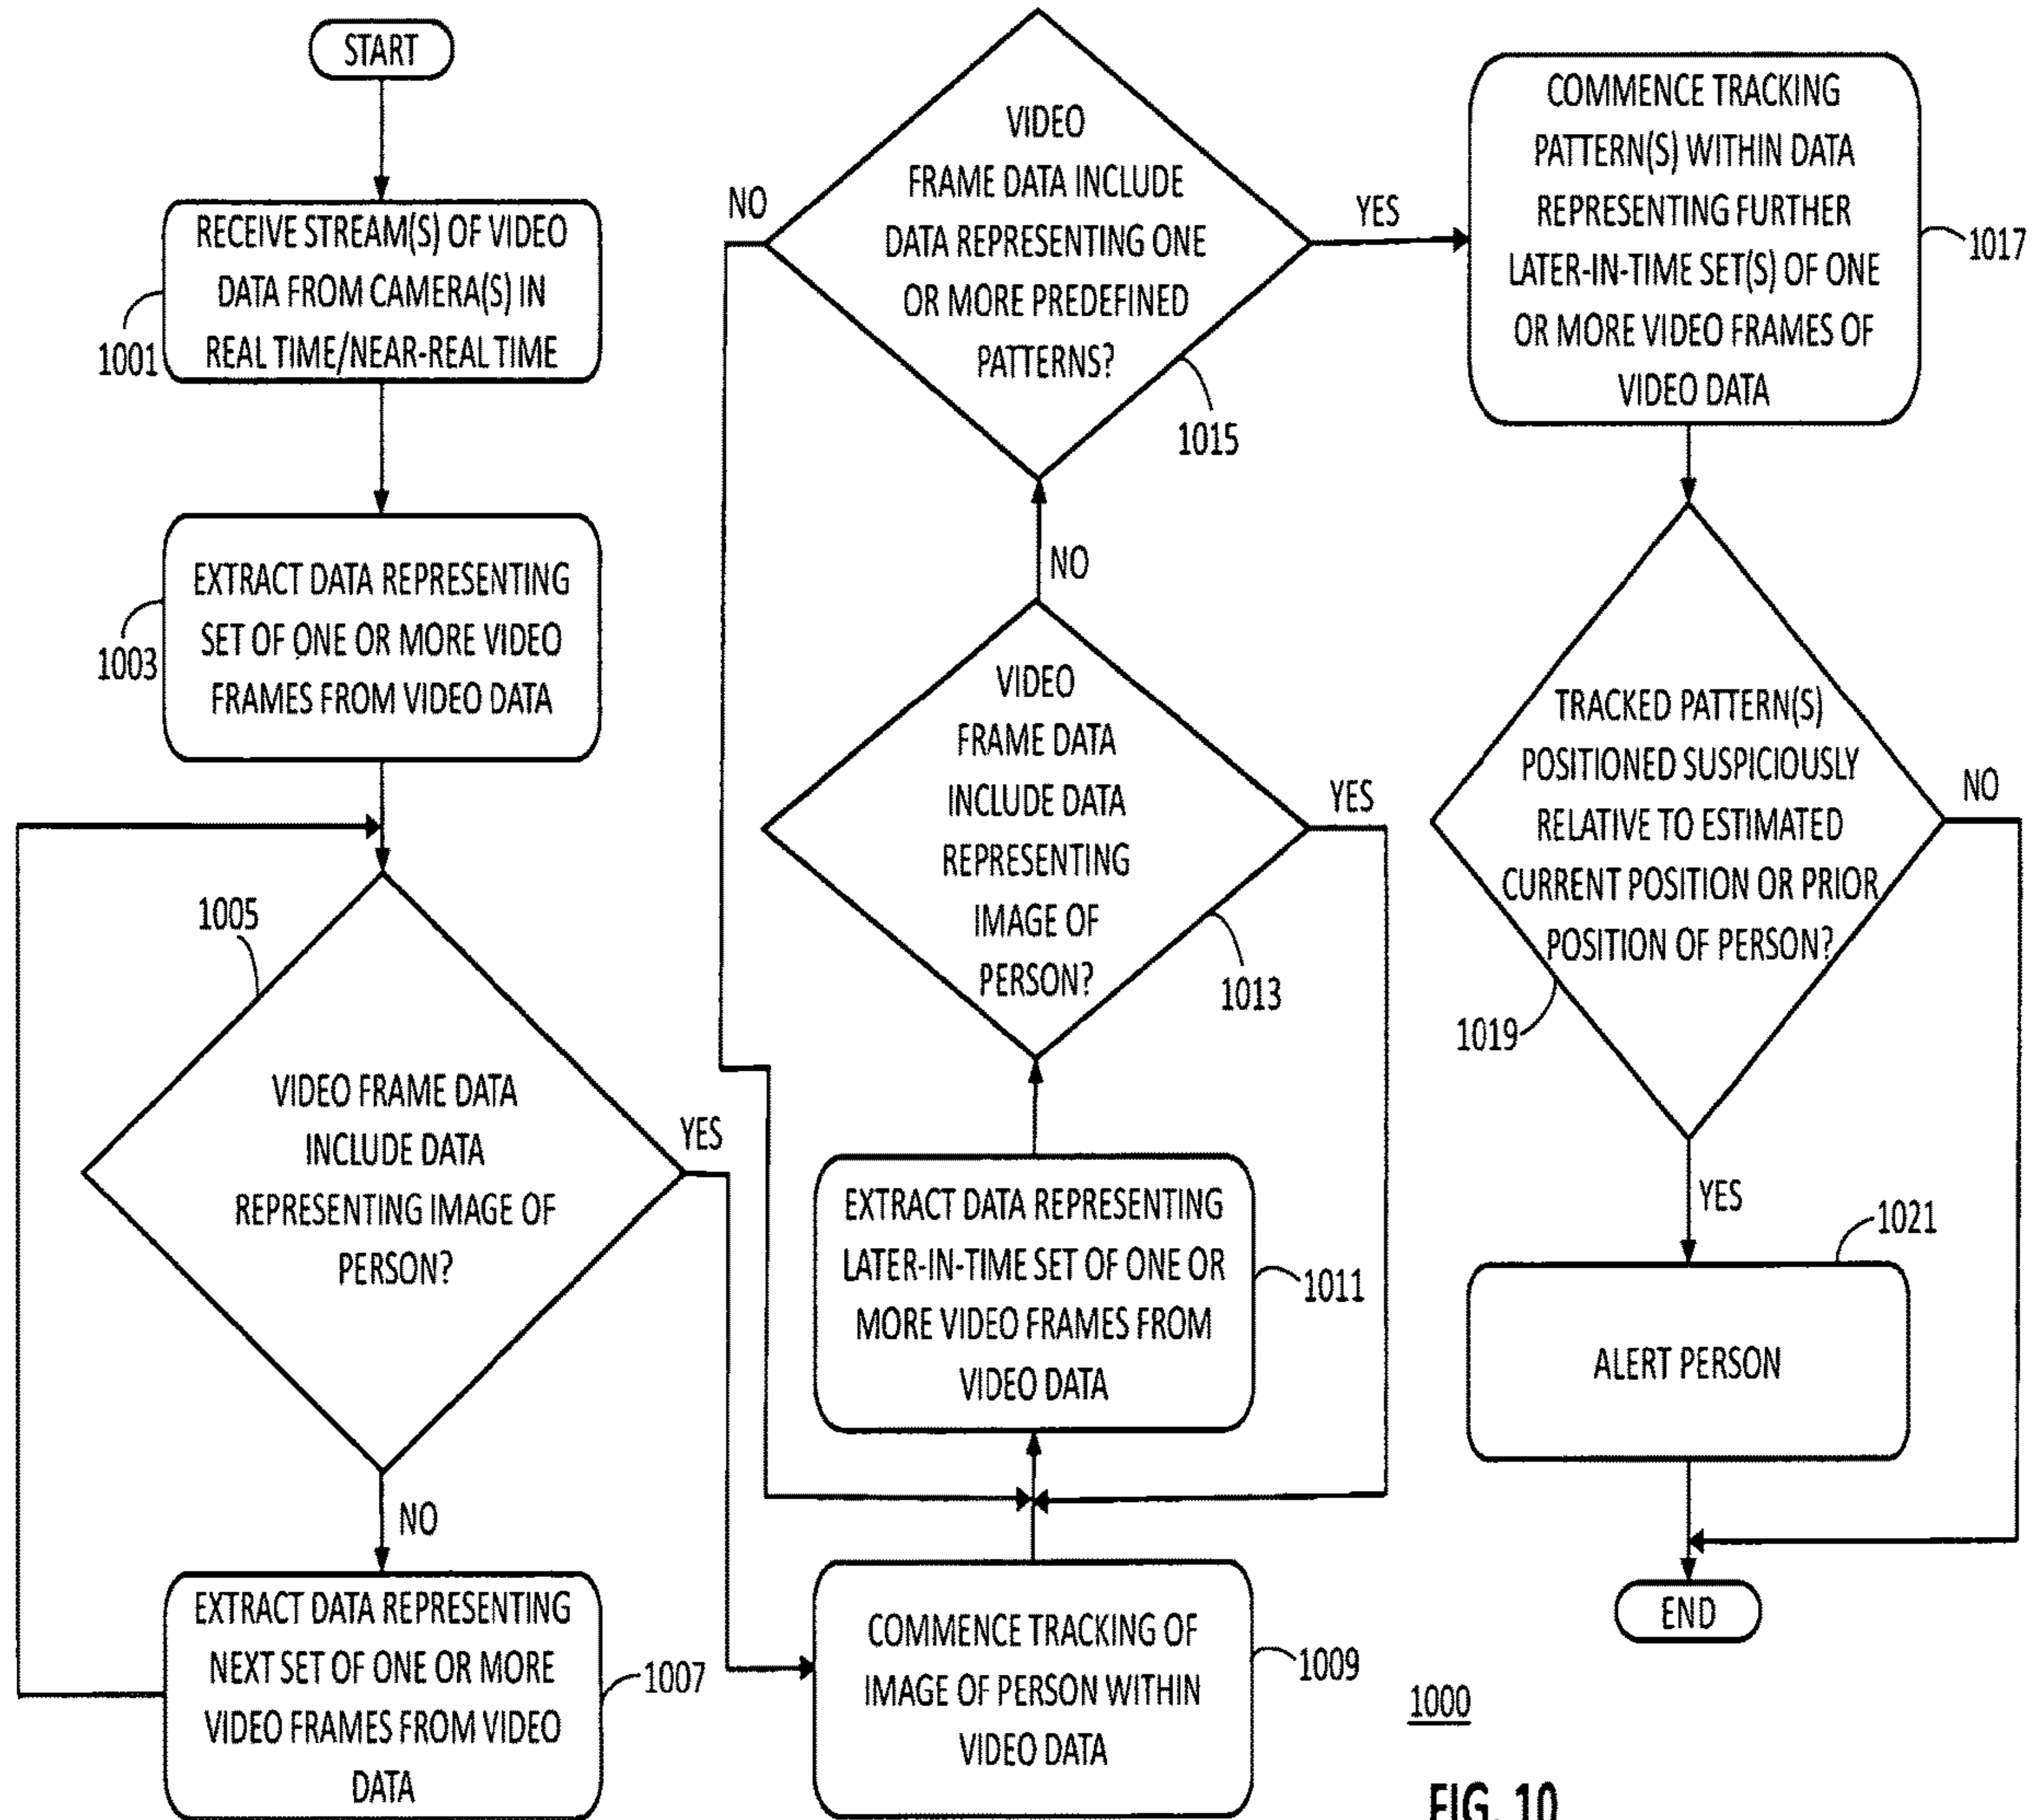 START
RECEIVE STREAM(S) OF VIDEO
DATA FROM CAMERA(S) IN
REAL TIME/NEAR-REAL TIME
1001
EXTRACT DATA REPRESENTING
SET OF ONE OR MORE VIDEO
FRAMES FROM VIDEO DATA
1003
1005
VIDEO FRAME DATA
INCLUDE DATA
REPRESENTING IMAGE OF
PERSON?
YES
NO
EXTRACT DATA REPRESENTING
NEXT SET OF ONE OR MORE
VIDEO FRAMES FROM VIDEO
DATA
1007
COMMENCE TRACKING OF
IMAGE OF PERSON WITHIN
VIDEO DATA
1009
EXTRACT DATA REPRESENTING
LATER-IN-TIME SET OF ONE OR
MORE VIDEO FRAMES FROM
VIDEO DATA
1011
VIDEO
FRAME DATA
INCLUDE DATA
REPRESENTING
IMAGE OF
PERSON?
1013
YES
NO
VIDEO
FRAME DATA INCLUDE
DATA REPRESENTING ONE
OR MORE PREDEFINED
PATTERNS?
1015
NO
YES
COMMENCE TRACKING
PATTERN(S) WITHIN DATA
REPRESENTING FURTHER
LATER-IN-TIME SET(S) OF ONE
OR MORE VIDEO FRAMES OF
VIDEO DATA
1017
TRACKED PATTERN(S)
POSITIONED SUSPICIOUSLY
RELATIVE TO ESTIMATED
CURRENT POSITION OR PRIOR
POSITION OF PERSON?
1019
NO
YES
1021
ALERT PERSON
END
1000
FIG. 10